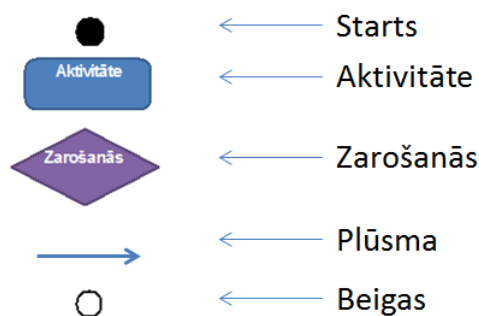 Starts
Aktivitāte
Aktivitāte
Zarošanās
Zarošanās
Plūsma
Beigas